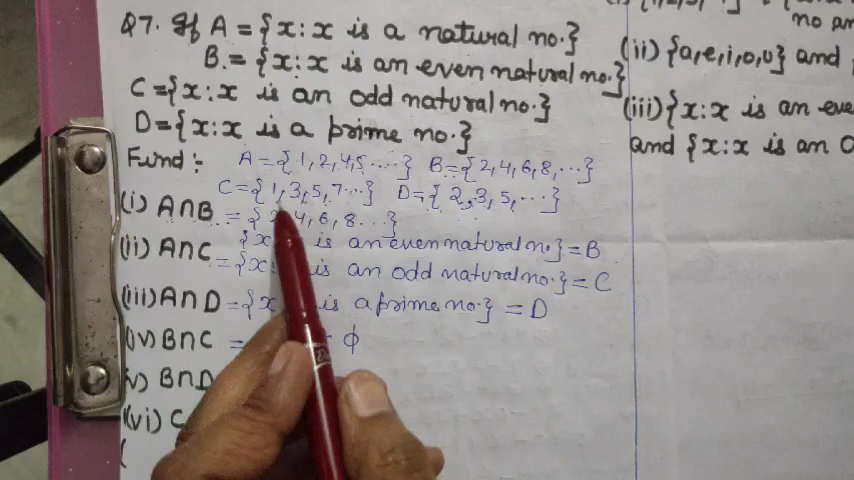 Q7. If A = {x : x is a natural no.}
B = {x : x is an even natural no.}
C = {x : x is an odd natural no.}
D = {x : x is a prime no.}
Find :- A = {1, 2, 4, 5 ....} B = {2, 4, 6, 8, ...}
C = {1, 3, 5, 7...} D = {2, 3, 5, ...}
(i) A∩B = { 4, 6, 8 ...}
{x is an even natural no.} = B
(ii) A∩C = {x : is an odd natural no.} = C
(iii) A∩D = {x is a prime no.} = D
(iv) B∩C = ϕ
(v) B∩D
(vi) C
(
no an
(ii) {a, e, i, o, u} and
(iii) {x : x is an eve
and {x : x is an o